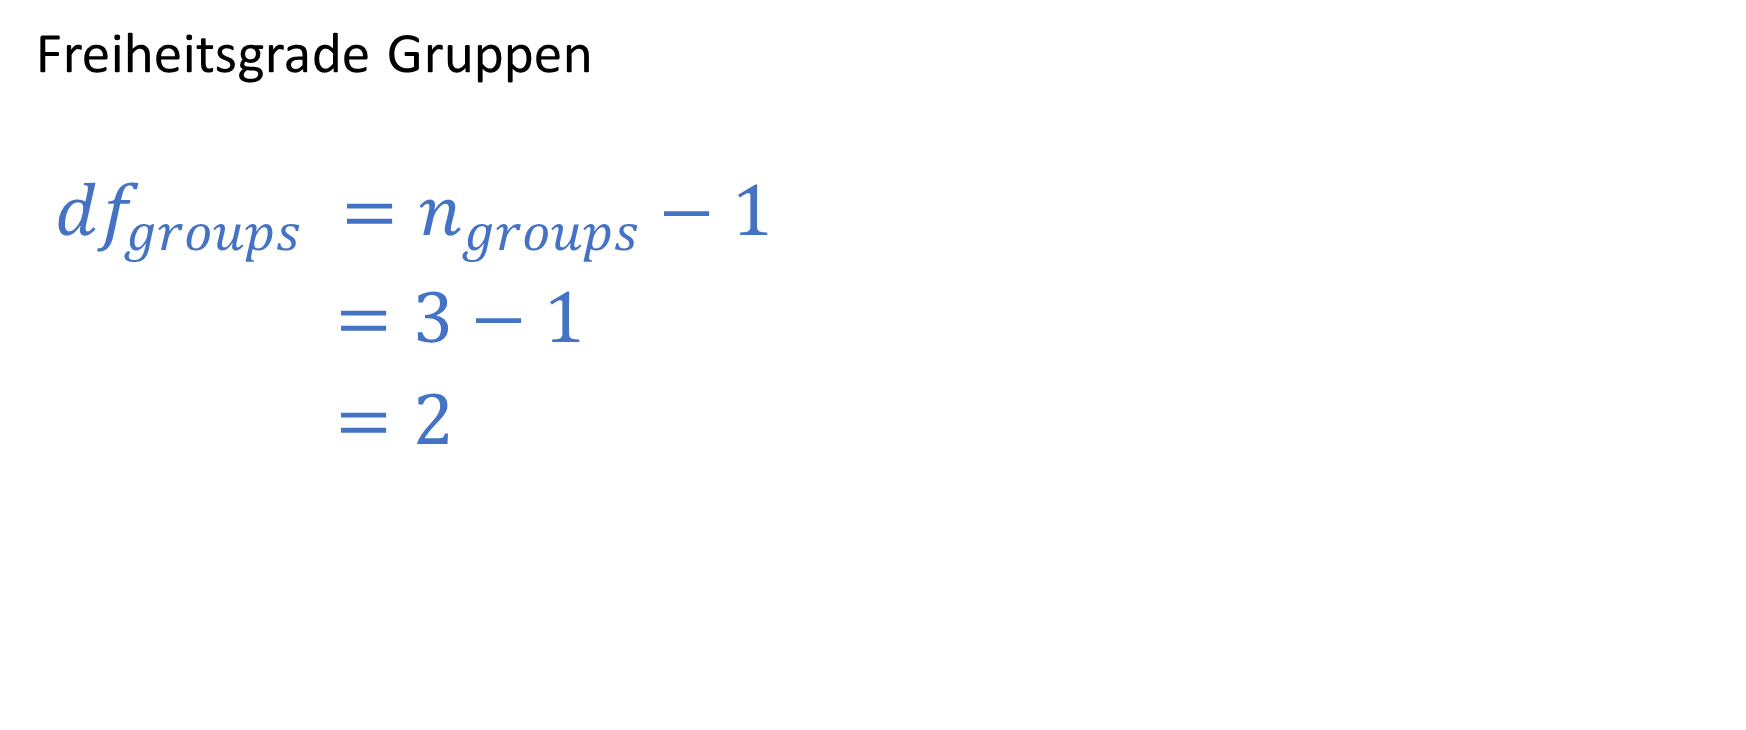 Freiheitsgrade Gruppen
df_groups = n_groups − 1
= 3 − 1
= 2